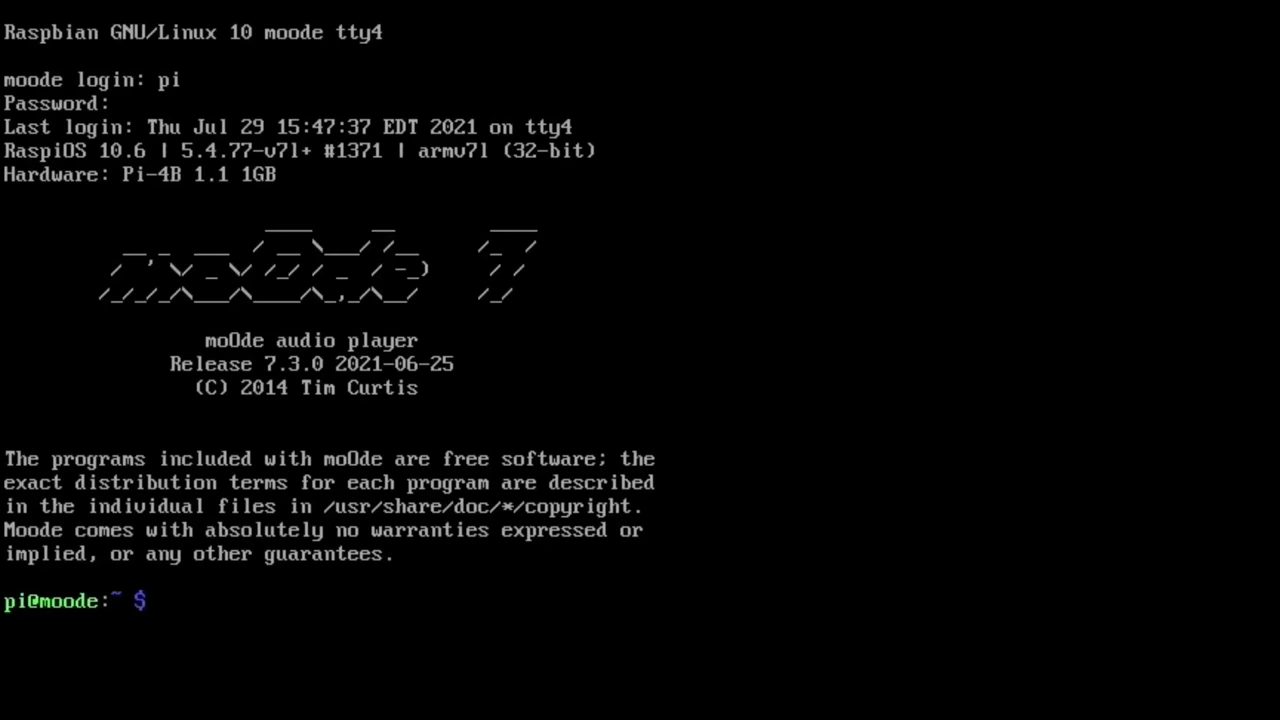 Raspbian GNU/Linux 10 moode tty4
moode login: pi
Password:
Last login: Thu Jul 29 15:47:37 EDT 2021 on tty4
RaspiOS 10.6 | 5.4.77-v7l+ #1371 | armv7l (32-bit)
Hardware: Pi-4B 1.1 1GB
moOde 7
moOde audio player
Release 7.3.0 2021-06-25
(C) 2014 Tim Curtis
The programs included with moOde are free software; the
exact distribution terms for each program are described
in the individual files in /usr/share/doc/*/copyright.
Moode comes with absolutely no warranties expressed or
implied, or any other guarantees.
pi@moode:~ $